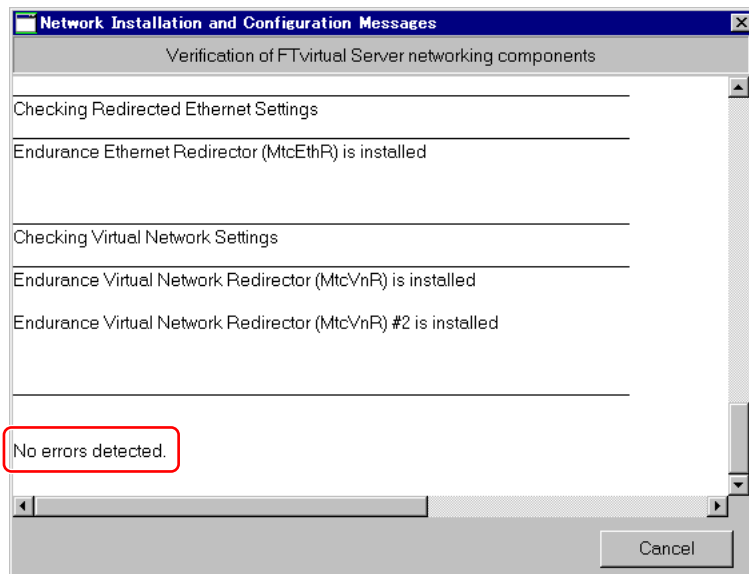 Network Installation and Configuration Messages
Verification of FTvirtual Server networking components
Checking Redirected Ethernet Settings
Endurance Ethernet Redirector (MtcEthR) is installed
Checking Virtual Network Settings
Endurance Virtual Network Redirector (MtcVnR) is installed
Endurance Virtual Network Redirector (MtcVnR) #2 is installed
No errors detected.
Cancel